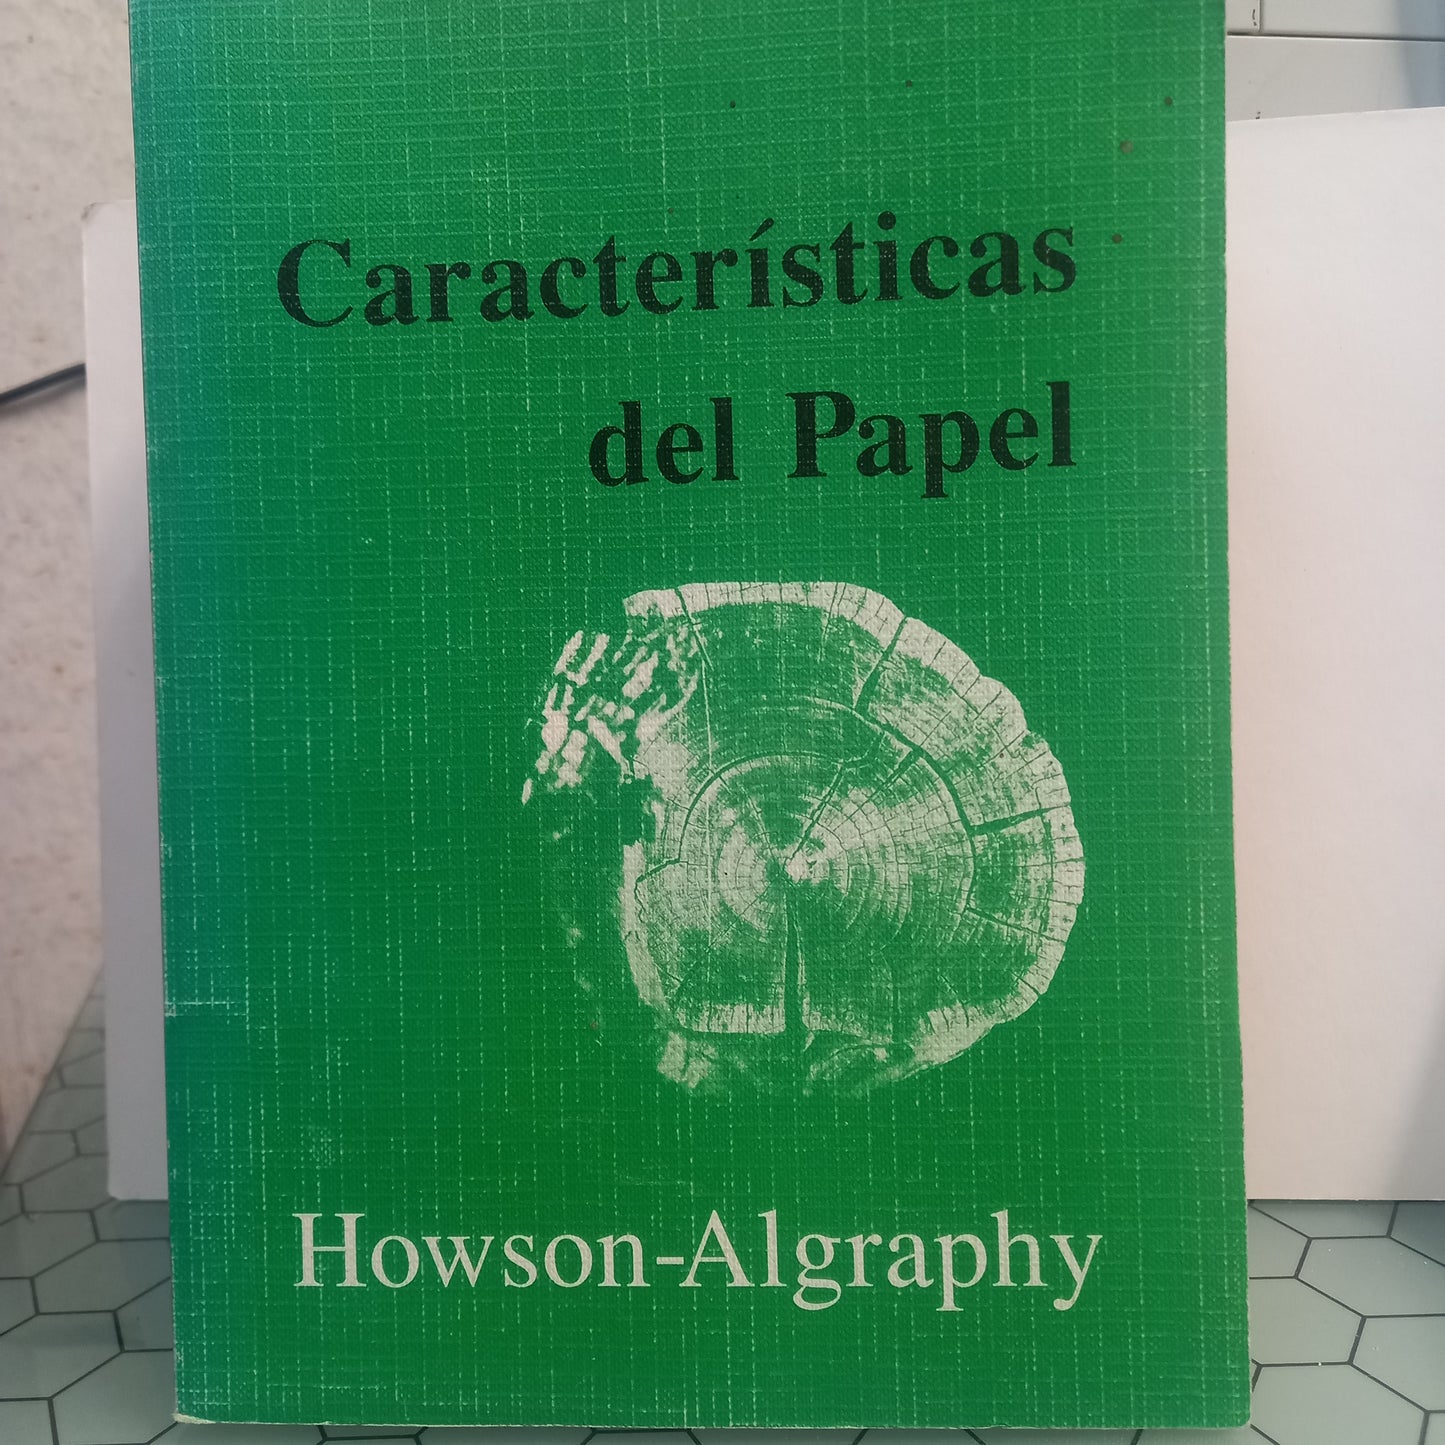 Características
del Papel
Howson-Algraphy